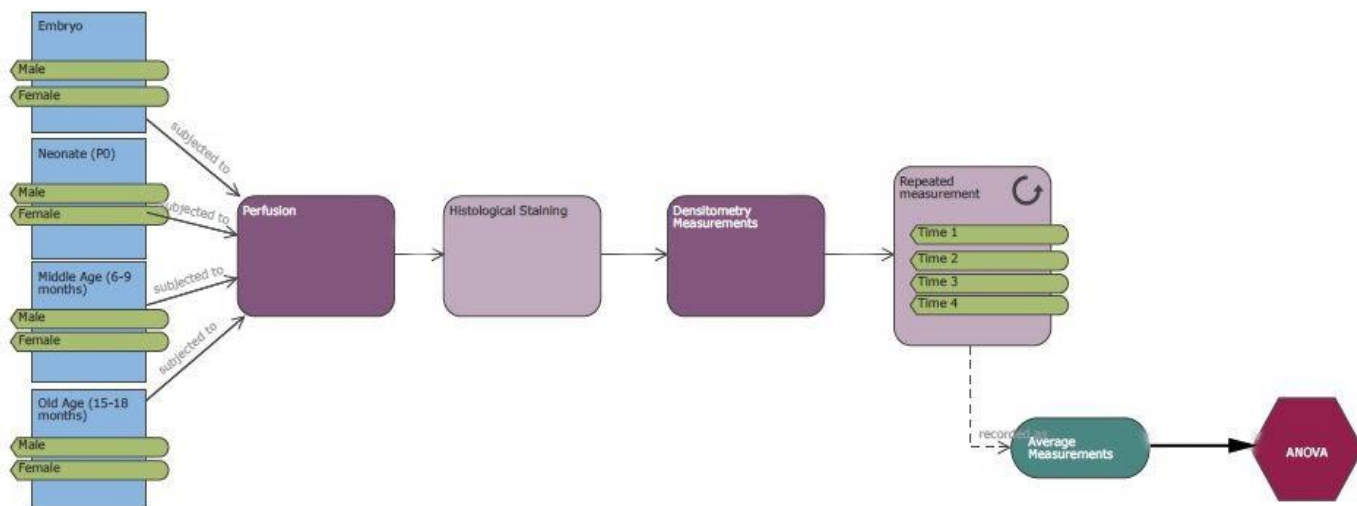 Embryo
Male
Female
subjected to
Neonate (P0)
Male
Female
subjected to
Middle Age (6-9
months)
subjected to
Male
Female
subjected to
Old Age (15-18
months)
Male
Female
Perfusion
Histological Staining
Densitometry
Measurements
Repeated
measurement
Time 1
Time 2
Time 3
Time 4
recorded as
Average
Measurements
ANOVA